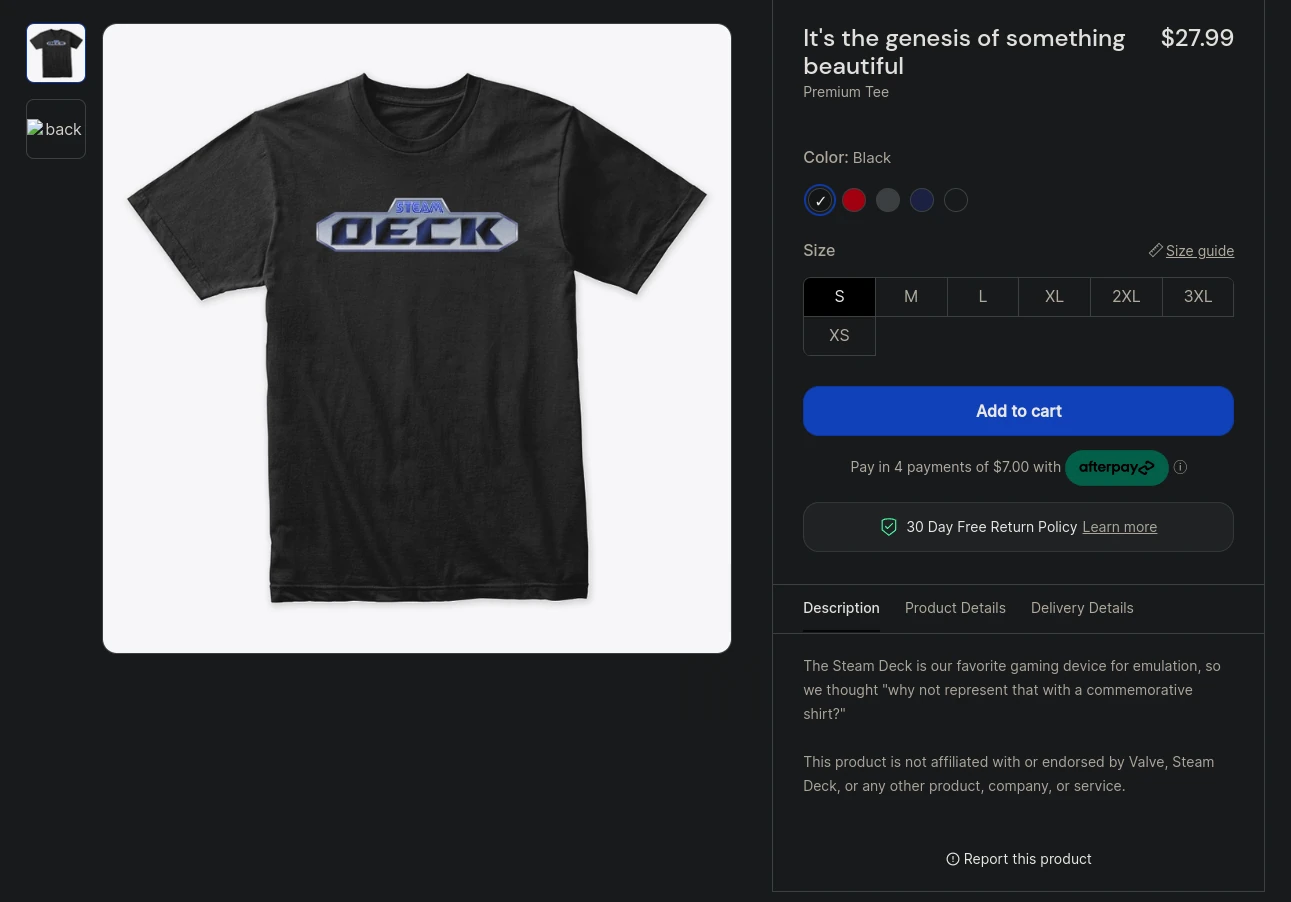 back
STEAM
DECK
It's the genesis of something
beautiful
$27.99
Premium Tee
Color: Black
Size
Size guide
S M L XL 2XL 3XL
XS
Add to cart
Pay in 4 payments of $7.00 with afterpay
30 Day Free Return Policy Learn more
Description Product Details Delivery Details
The Steam Deck is our favorite gaming device for emulation, so
we thought "why not represent that with a commemorative
shirt?"
This product is not affiliated with or endorsed by Valve, Steam
Deck, or any other product, company, or service.
Report this product